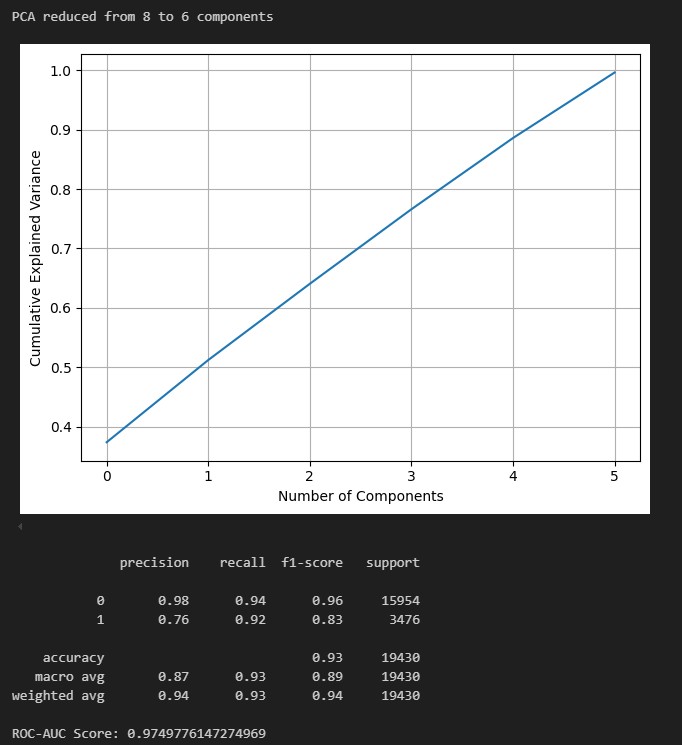 PCA reduced from 8 to 6 components
1.0
0.9
0.8
0.7
0.6
0.5
0.4
Cumulative Explained Variance
0 1 2 3 4 5
Number of Components
precision recall f1-score support
0 0.98 0.94 0.96 15954
1 0.76 0.92 0.83 3476
accuracy 0.93 19430
macro avg 0.87 0.93 0.89 19430
weighted avg 0.94 0.93 0.94 19430
ROC-AUC Score: 0.9749776147274969